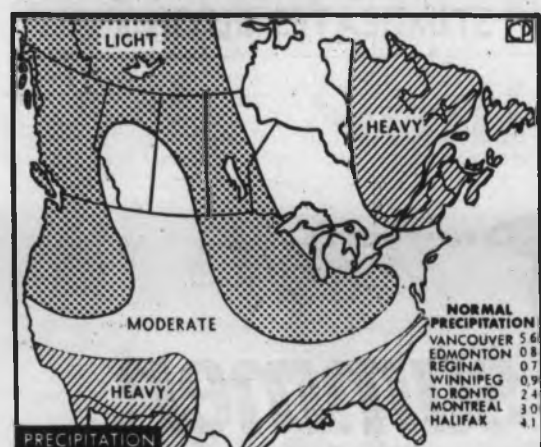 CP
LIGHT
HEAVY
MODERATE
HEAVY
NORMAL
PRECIPITATION
VANCOUVER
EDMONTON
REGINA
WINNIPEG
TORONTO
MONTREAL
HALIFAX
PRECIPITATION